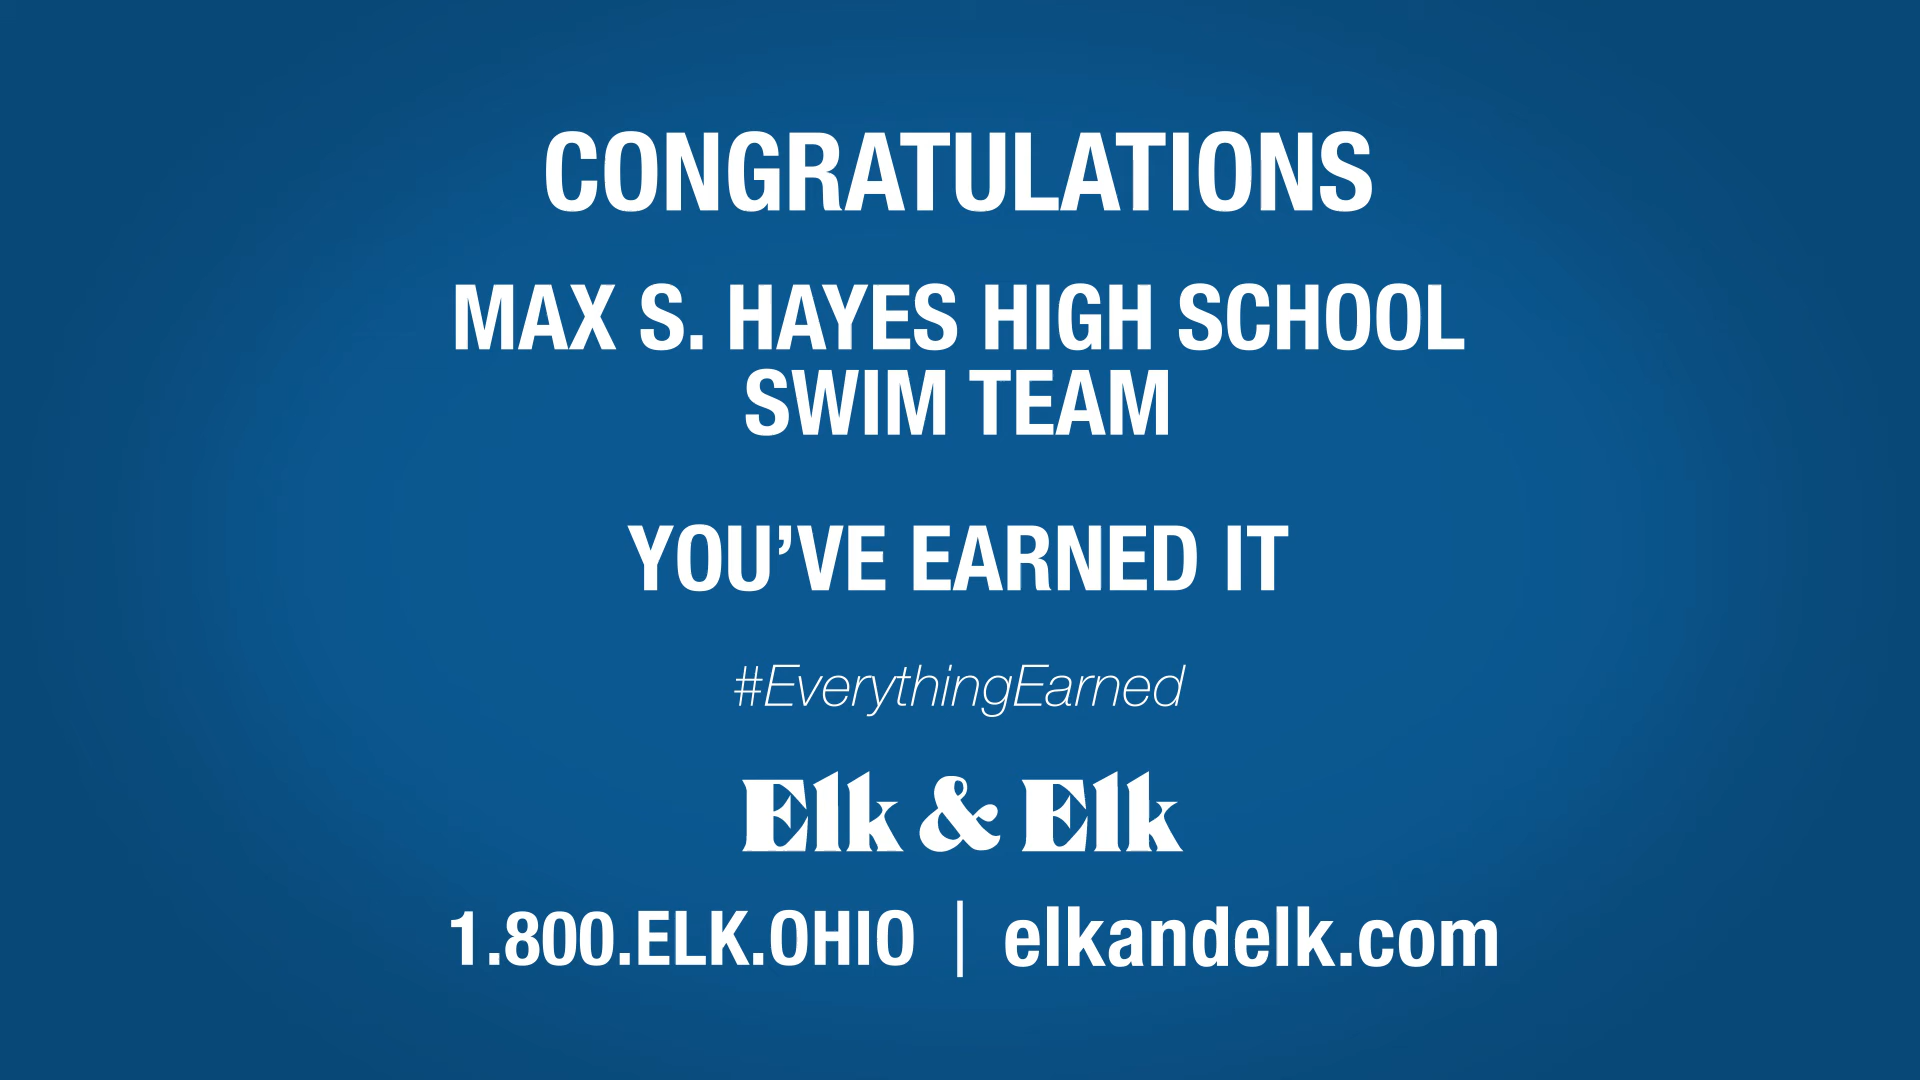 CONGRATULATIONS
MAX S. HAYES HIGH SCHOOL
SWIM TEAM
YOU’VE EARNED IT
#EverythingEarned
Elk & Elk
1.800.ELK.OHIO | elkandelk.com